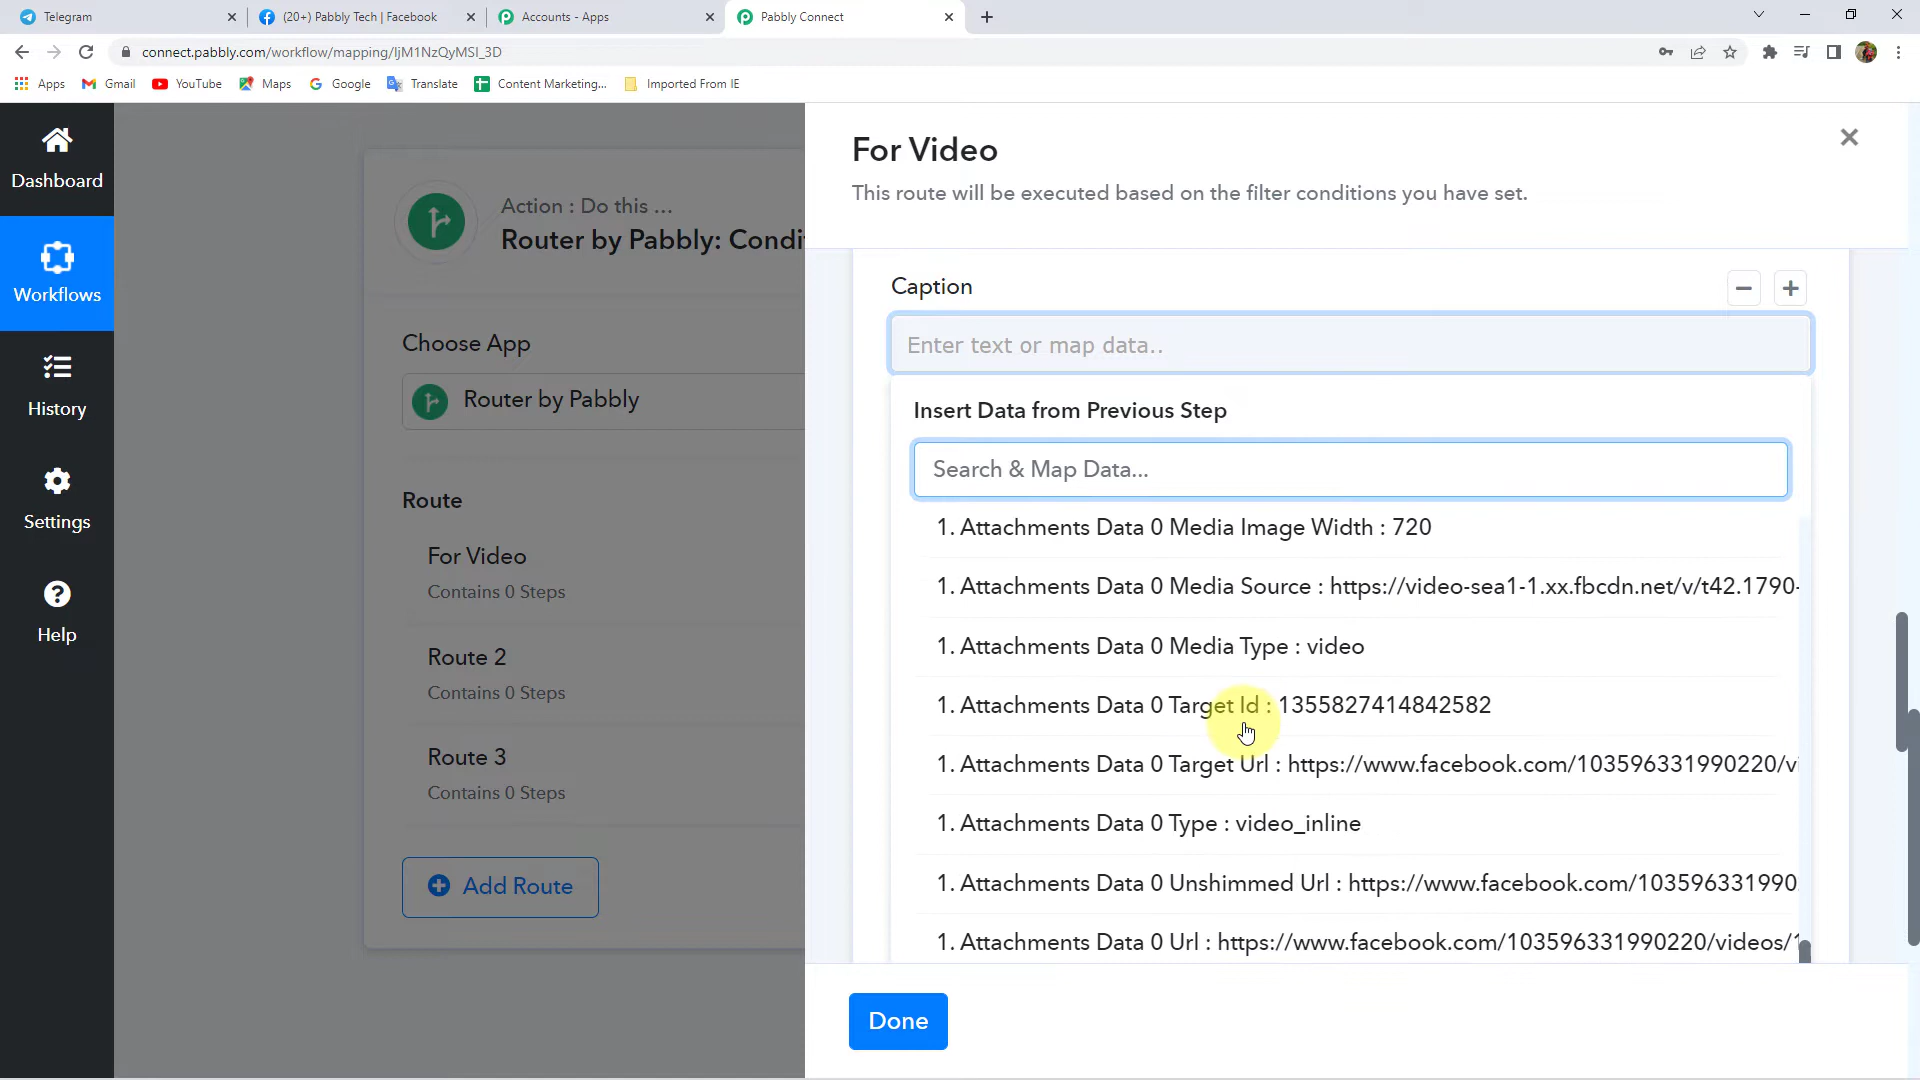 Telegram
(20+) Pabbly Tech | Facebook
Accounts - Apps
Pabbly Connect
connect.pabbly.com/workflow/mapping/IjM1NzQyMSI_3D
Apps
Gmail
YouTube
Maps
Google
Translate
Content Marketing...
Imported From IE
Dashboard
Workflows
History
Settings
Help
Action : Do this ...
Router by Pabbly: Condi
Choose App
Router by Pabbly
Route
For Video
Contains 0 Steps
Route 2
Contains 0 Steps
Route 3
Contains 0 Steps
Add Route
For Video
This route will be executed based on the filter conditions you have set.
Caption
Enter text or map data..
Insert Data from Previous Step
Search & Map Data...
1. Attachments Data 0 Media Image Width : 720
1. Attachments Data 0 Media Source : https://video-sea1-1.xx.fbcdn.net/v/t42.1790-
1. Attachments Data 0 Media Type : video
1. Attachments Data 0 Target Id : 1355827414842582
1. Attachments Data 0 Target Url : https://www.facebook.com/103596331990220/vi
1. Attachments Data 0 Type : video_inline
1. Attachments Data 0 Unshimmed Url : https://www.facebook.com/103596331990
1. Attachments Data 0 Url : https://www.facebook.com/103596331990220/videos/1
Done